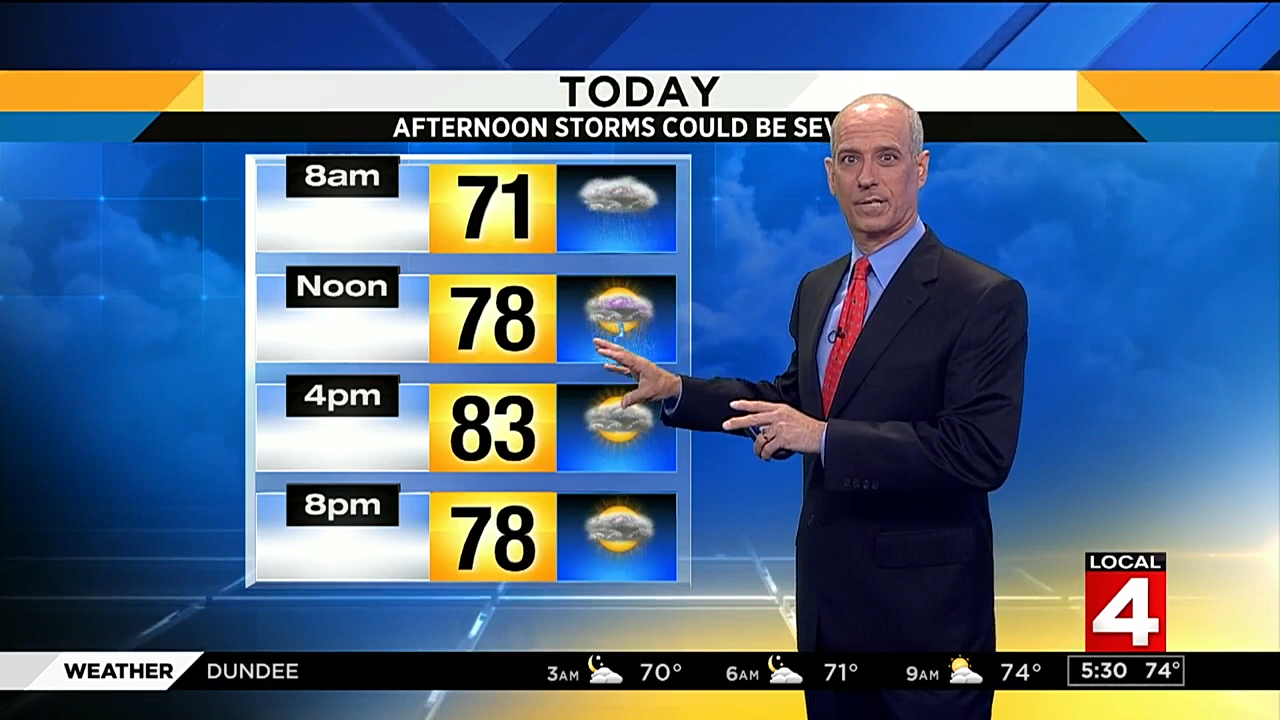 TODAY
AFTERNOON STORMS COULD BE
8am 71
Noon 78
4pm 83
8pm 78
LOCAL
4
WEATHER DUNDEE 3AM 70° 6AM 71° 9AM 74° 5:30 74°